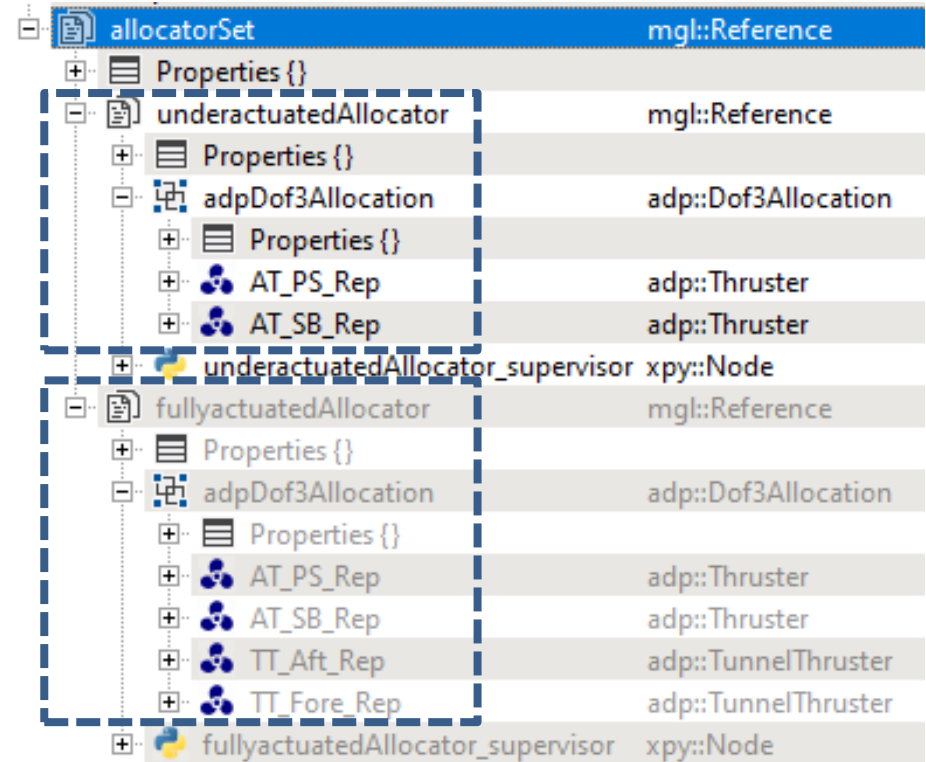 allocatorSet mgl::Reference
Properties {}
underactuatedAllocator mgl::Reference
Properties {}
adpDof3Allocation adp::Dof3Allocation
Properties {}
AT_PS_Rep adp::Thruster
AT_SB_Rep adp::Thruster
underactuatedAllocator_supervisor xpy::Node
fullyactuatedAllocator mgl::Reference
Properties {}
adpDof3Allocation adp::Dof3Allocation
Properties {}
AT_PS_Rep adp::Thruster
AT_SB_Rep adp::Thruster
TT_Aft_Rep adp::TunnelThruster
TT_Fore_Rep adp::TunnelThruster
fullyactuatedAllocator_supervisor xpy::Node